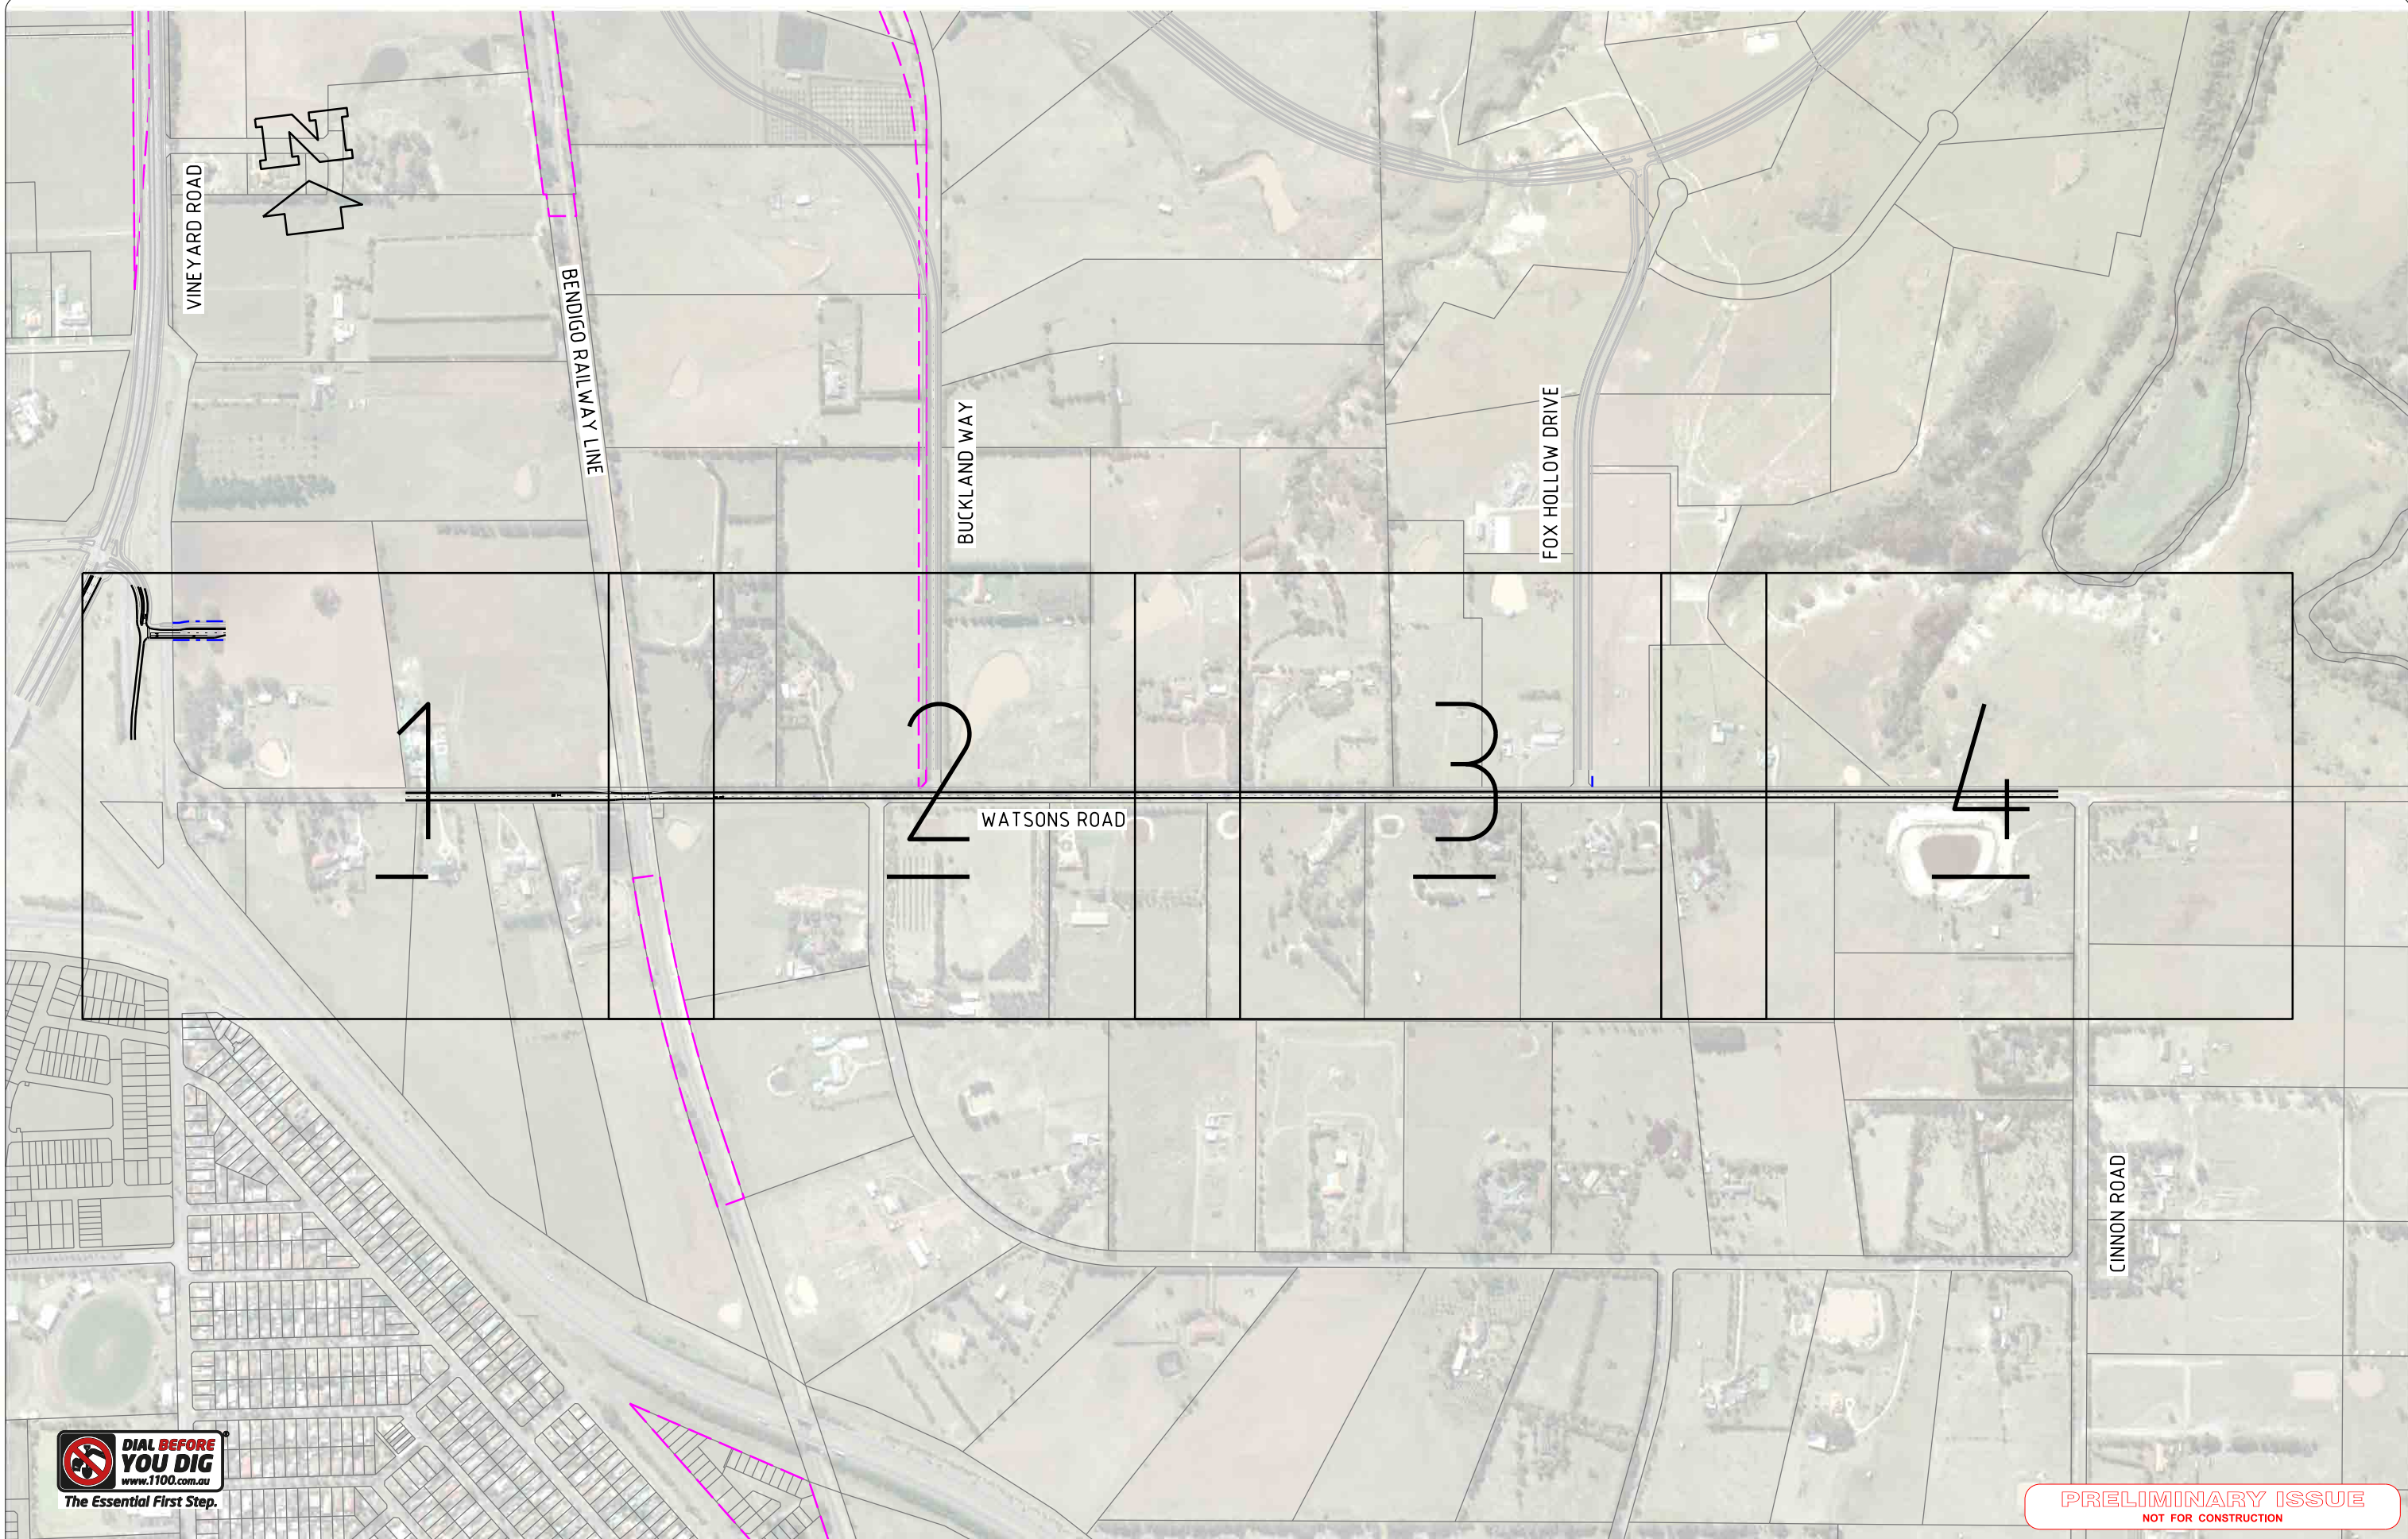 N
VINEYARD ROAD
BENDIGO RAILWAY LINE
BUCKLAND WAY
FOX HOLLOW DRIVE
1
2
3
4
WATSONS ROAD
CINNON ROAD
DIAL BEFORE
YOU DIG
www.1100.com.au
The Essential First Step.
PRELIMINARY ISSUE
NOT FOR CONSTRUCTION